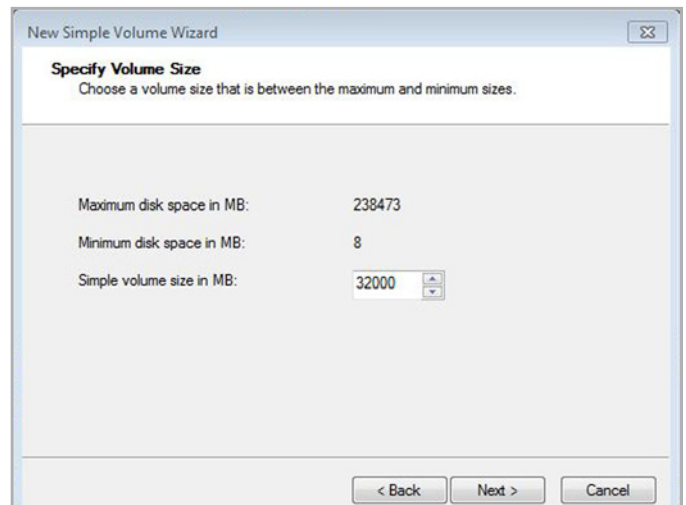 New Simple Volume Wizard
Specify Volume Size
Choose a volume size that is between the maximum and minimum sizes.
Maximum disk space in MB: 238473
Minimum disk space in MB: 8
Simple volume size in MB: 32000
< Back Next > Cancel